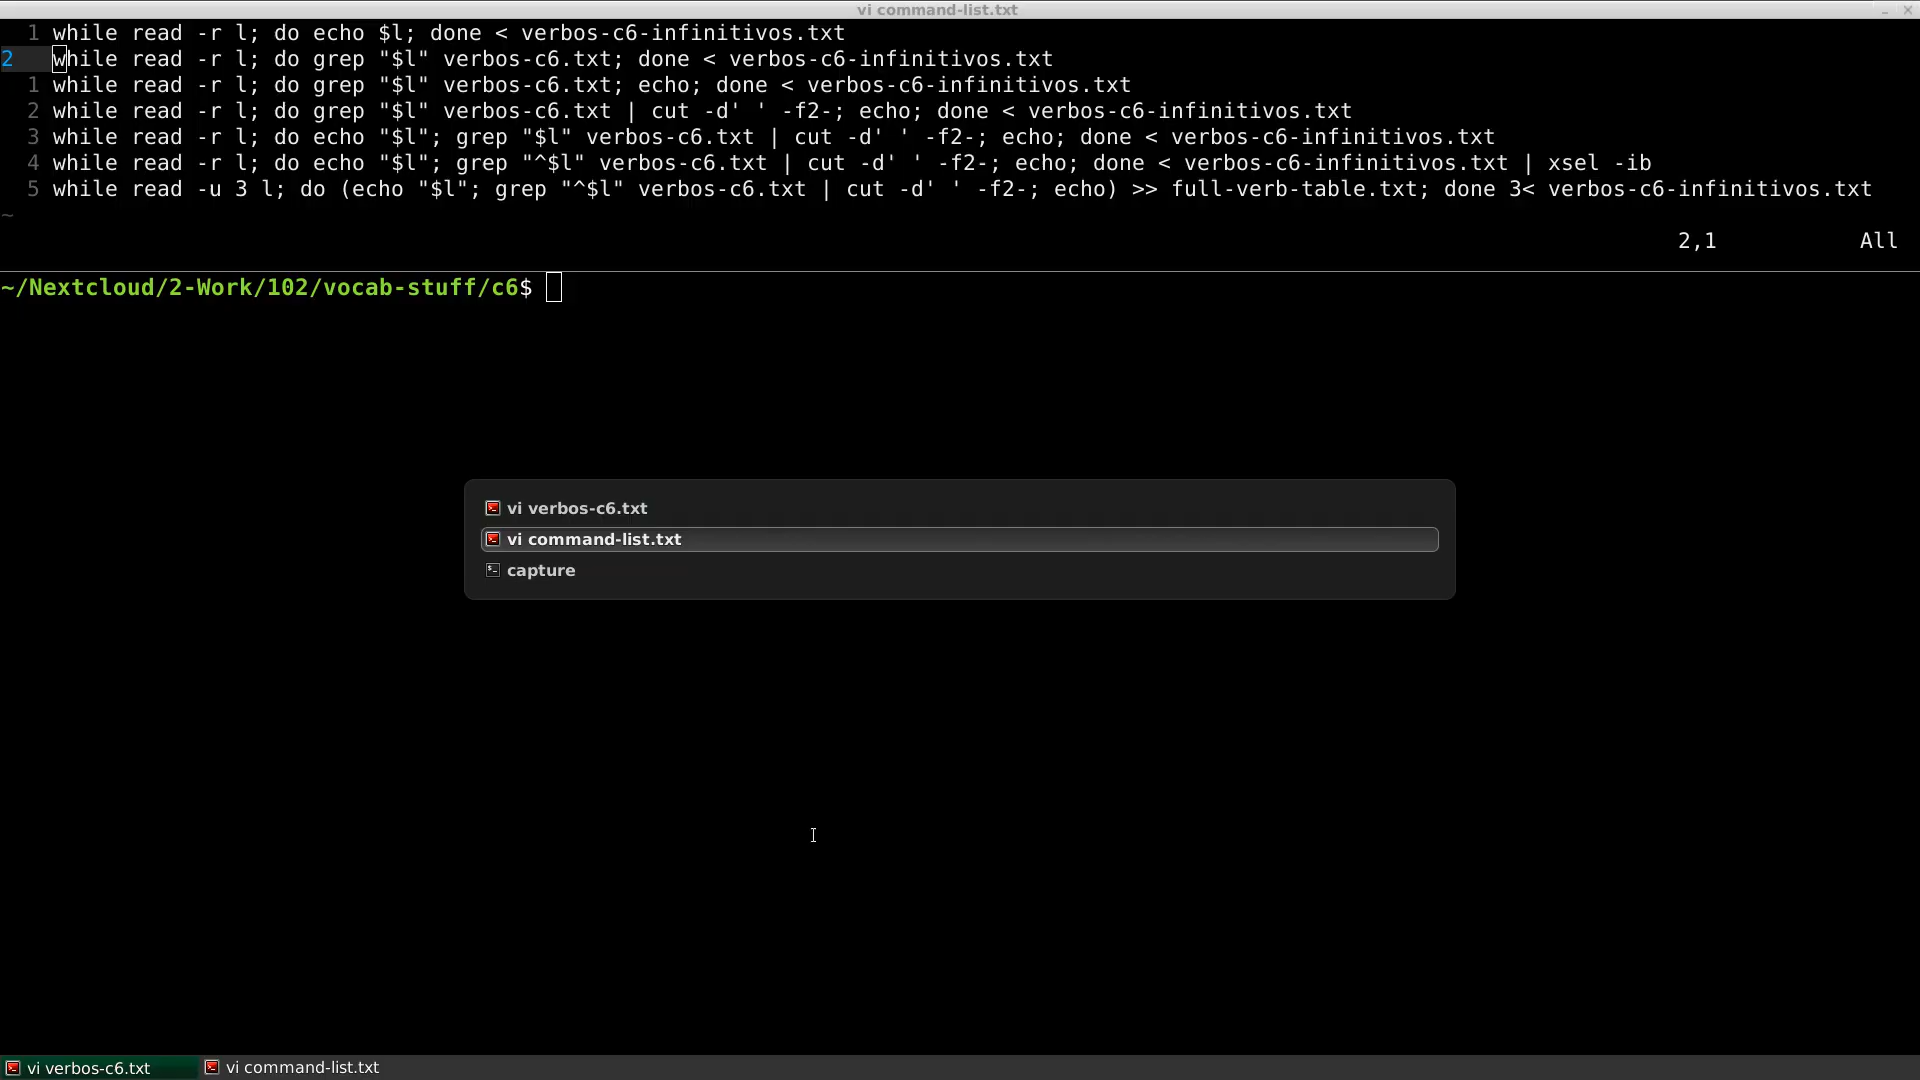 vi command-list.txt
1 while read -r l; do echo $l; done < verbos-c6-infinitivos.txt
2 while read -r l; do grep "$l" verbos-c6.txt; done < verbos-c6-infinitivos.txt
1 while read -r l; do grep "$l" verbos-c6.txt; echo; done < verbos-c6-infinitivos.txt
2 while read -r l; do grep "$l" verbos-c6.txt | cut -d' ' -f2-; echo; done < verbos-c6-infinitivos.txt
3 while read -r l; do echo "$l"; grep "$l" verbos-c6.txt | cut -d' ' -f2-; echo; done < verbos-c6-infinitivos.txt
4 while read -r l; do echo "$l"; grep "^$l" verbos-c6.txt | cut -d' ' -f2-; echo; done < verbos-c6-infinitivos.txt | xsel -ib
5 while read -u 3 l; do (echo "$l"; grep "^$l" verbos-c6.txt | cut -d' ' -f2-; echo) >> full-verb-table.txt; done 3< verbos-c6-infinitivos.txt
~
2,1 All
~/Nextcloud/2-Work/102/vocab-stuff/c6$
vi verbos-c6.txt
vi command-list.txt
capture
vi verbos-c6.txt vi command-list.txt